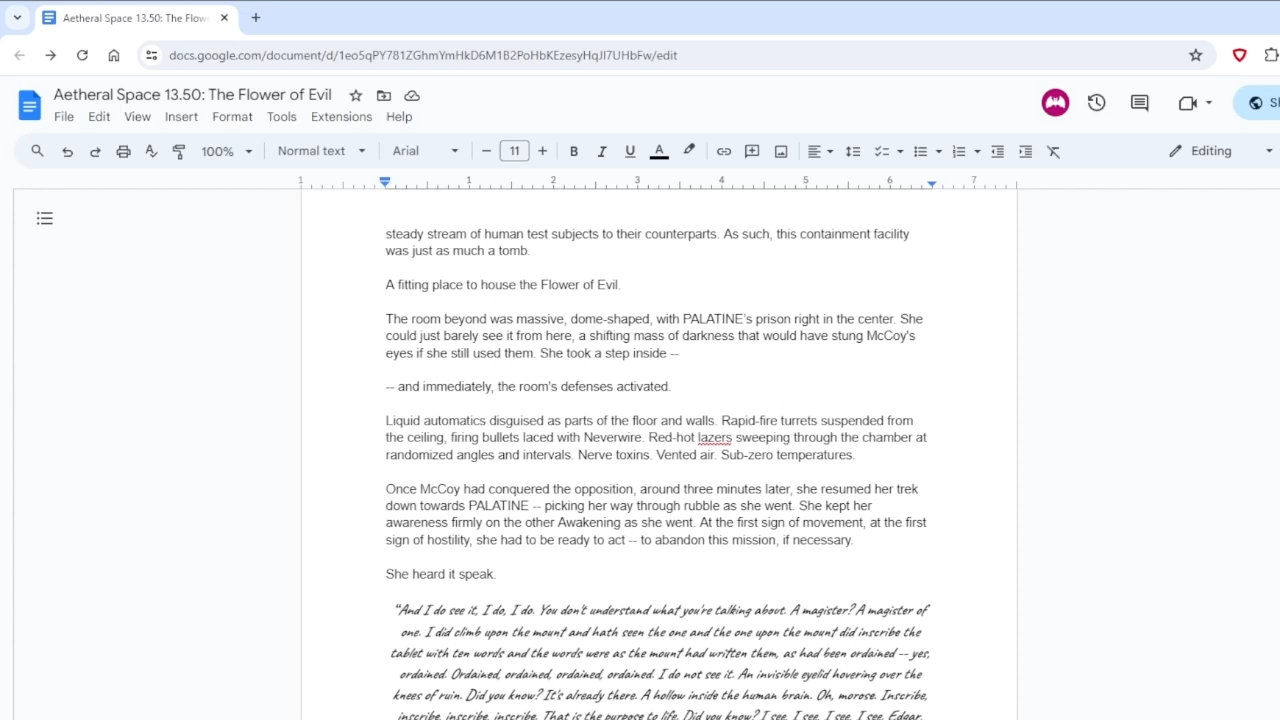 Aetheral Space 13.50: The Flow
docs.google.com/document/d/1eo5qPY781ZGhmYmHkD6M1B2PoHbKEzesyHqJl7UHbFw/edit
Aetheral Space 13.50: The Flower of Evil
File Edit View Insert Format Tools Extensions Help
100% Normal text Arial 11 Editing
1 1 2 3 4 5 6 7
steady stream of human test subjects to their counterparts. As such, this containment facility
was just as much a tomb.
A fitting place to house the Flower of Evil.
The room beyond was massive, dome-shaped, with PALATINE's prison right in the center. She
could just barely see it from here, a shifting mass of darkness that would have stung McCoy's
eyes if she still used them. She took a step inside --
-- and immediately, the room's defenses activated.
Liquid automatics disguised as parts of the floor and walls. Rapid-fire turrets suspended from
the ceiling, firing bullets laced with Neverwire. Red-hot lazers sweeping through the chamber at
randomized angles and intervals. Nerve toxins. Vented air. Sub-zero temperatures.
Once McCoy had conquered the opposition, around three minutes later, she resumed her trek
down towards PALATINE -- picking her way through rubble as she went. She kept her
awareness firmly on the other Awakening as she went. At the first sign of movement, at the first
sign of hostility, she had to be ready to act -- to abandon this mission, if necessary.
She heard it speak.
"And I do see it, I do, I do. You don't understand what you're talking about. A magister? A magister of
one. I did climb upon the mount and hath seen the one and the one upon the mount did inscribe the
tablet with ten words and the words were as the mount had written them, as had been ordained -- yes,
ordained. Ordained, ordained, ordained, ordained. I do not see it. An invisible eyelid hovering over the
knees of ruin. Did you know? It's already there. A hollow inside the human brain. Oh, morose. Inscribe,
inscribe, inscribe, inscribe. That is the purpose to life. Did you know? I see, I see, I see, I see, Edgar,